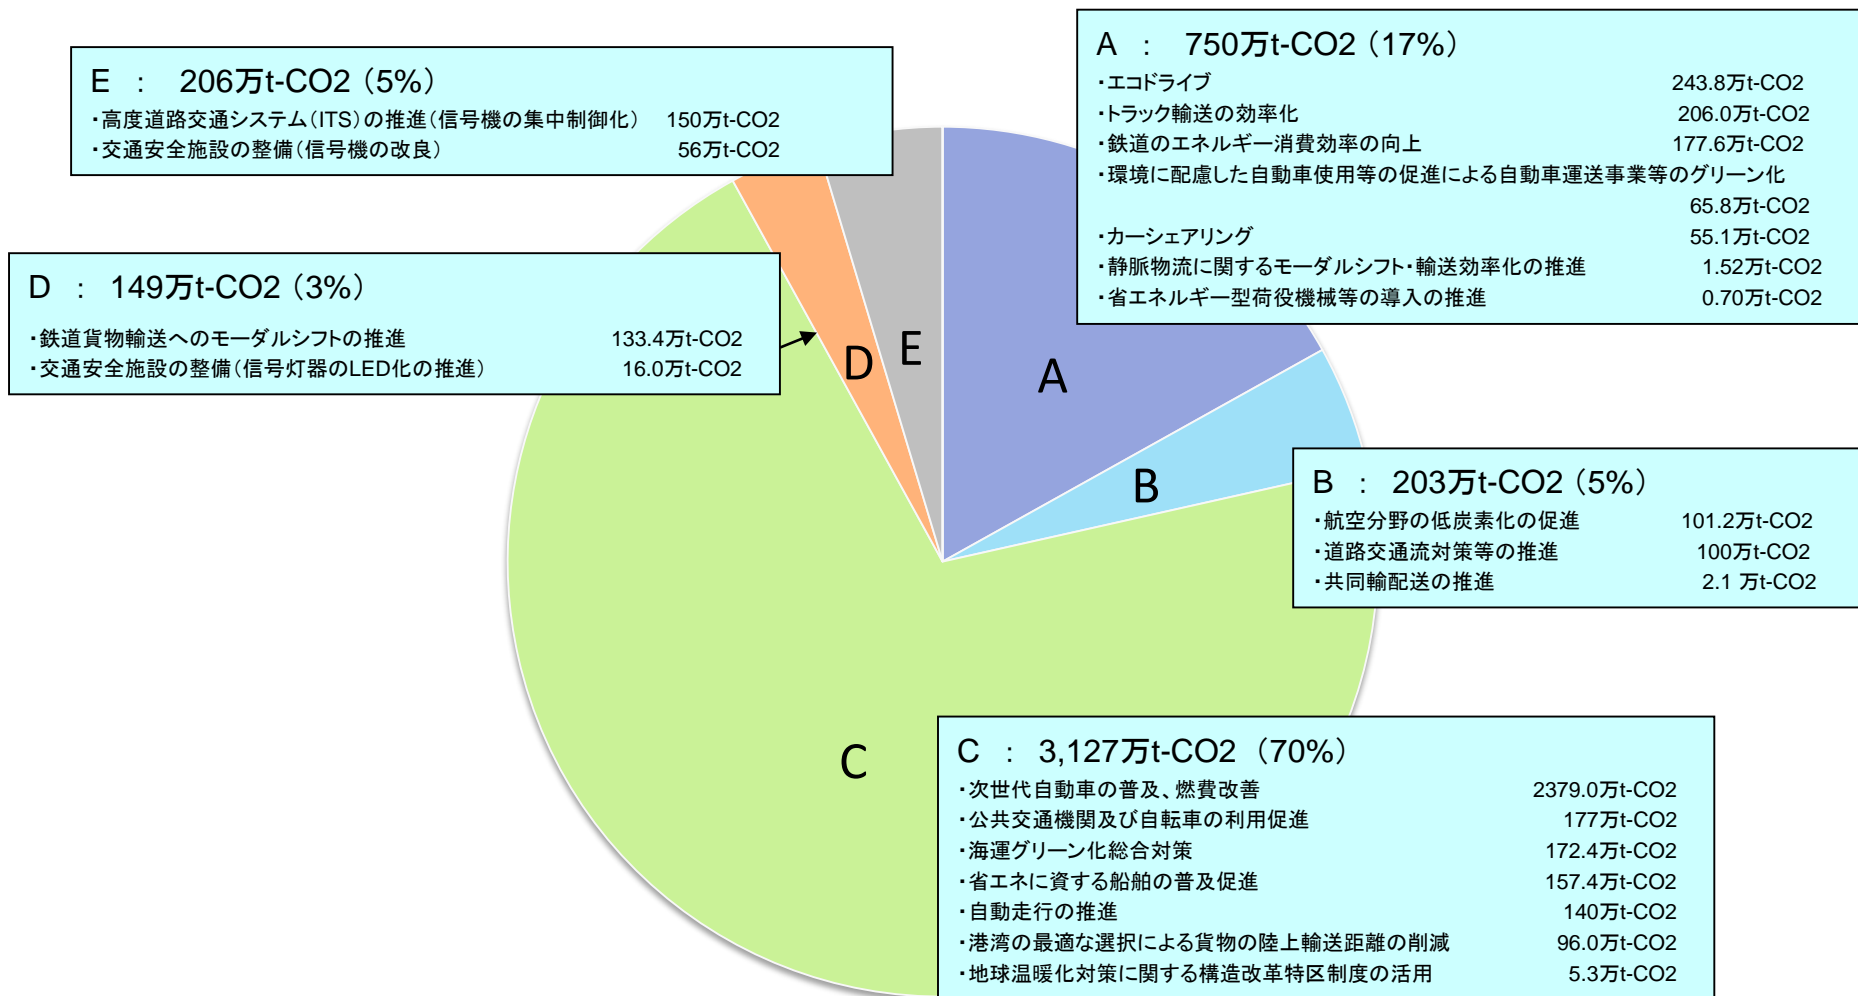 E : 206万t-CO2 (5%)
・高度道路交通システム(ITS)の推進(信号機の集中制御化) 150万t-CO2
・交通安全施設の整備(信号機の改良) 56万t-CO2
A : 750万t-CO2 (17%)
・エコドライブ 243.8万t-CO2
・トラック輸送の効率化 206.0万t-CO2
・鉄道のエネルギー消費効率の向上 177.6万t-CO2
・環境に配慮した自動車使用等の促進による自動車運送事業等のグリーン化
65.8万t-CO2
・カーシェアリング 55.1万t-CO2
・静脈物流に関するモーダルシフト・輸送効率化の推進 1.52万t-CO2
・省エネルギー型荷役機械等の導入の推進 0.70万t-CO2
D : 149万t-CO2 (3%)
・鉄道貨物輸送へのモーダルシフトの推進 133.4万t-CO2
・交通安全施設の整備(信号灯器のLED化の推進) 16.0万t-CO2
D
E
A
B
C
B : 203万t-CO2 (5%)
・航空分野の低炭素化の促進 101.2万t-CO2
・道路交通流対策等の推進 100万t-CO2
・共同輸配送の推進 2.1 万t-CO2
C : 3,127万t-CO2 (70%)
・次世代自動車の普及、燃費改善 2379.0万t-CO2
・公共交通機関及び自転車の利用促進 177万t-CO2
・海運グリーン化総合対策 172.4万t-CO2
・省エネに資する船舶の普及促進 157.4万t-CO2
・自動走行の推進 140万t-CO2
・港湾の最適な選択による貨物の陸上輸送距離の削減 96.0万t-CO2
・地球温暖化対策に関する構造改革特区制度の活用 5.3万t-CO2